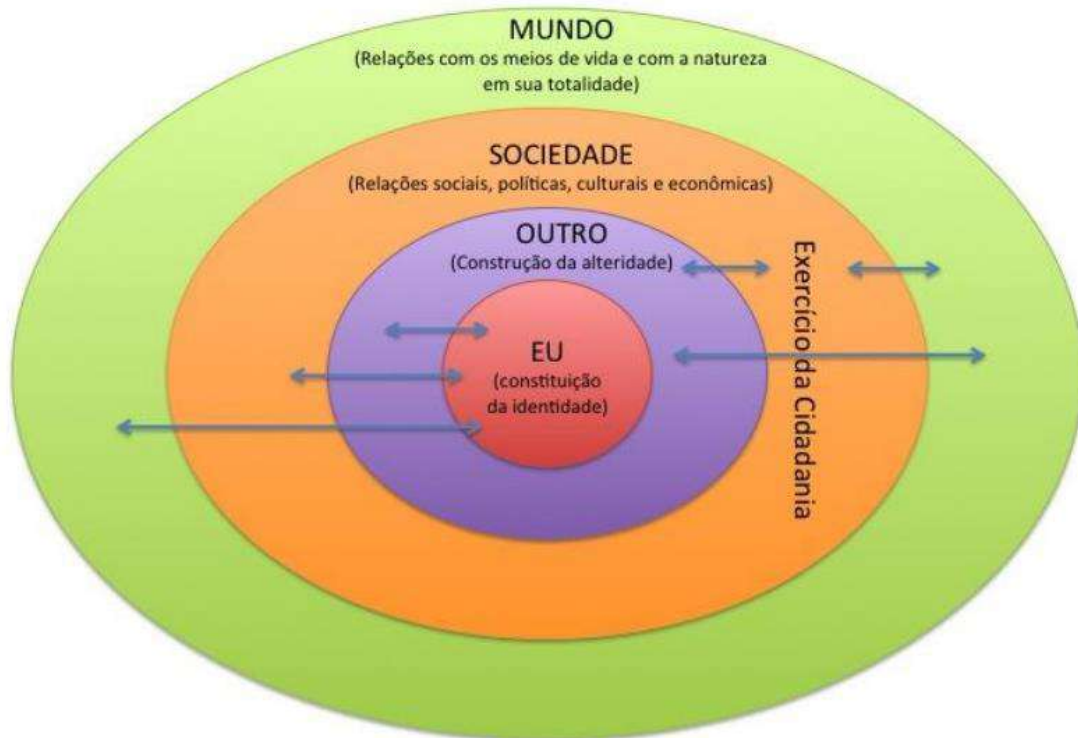 MUNDO
(Relações com os meios de vida e com a natureza
em sua totalidade)
SOCIEDADE
(Relações sociais, políticas, culturais e econômicas)
OUTRO
(Construção da alteridade)
EU
(constituição
da identidade)
Exercício da Cidadania